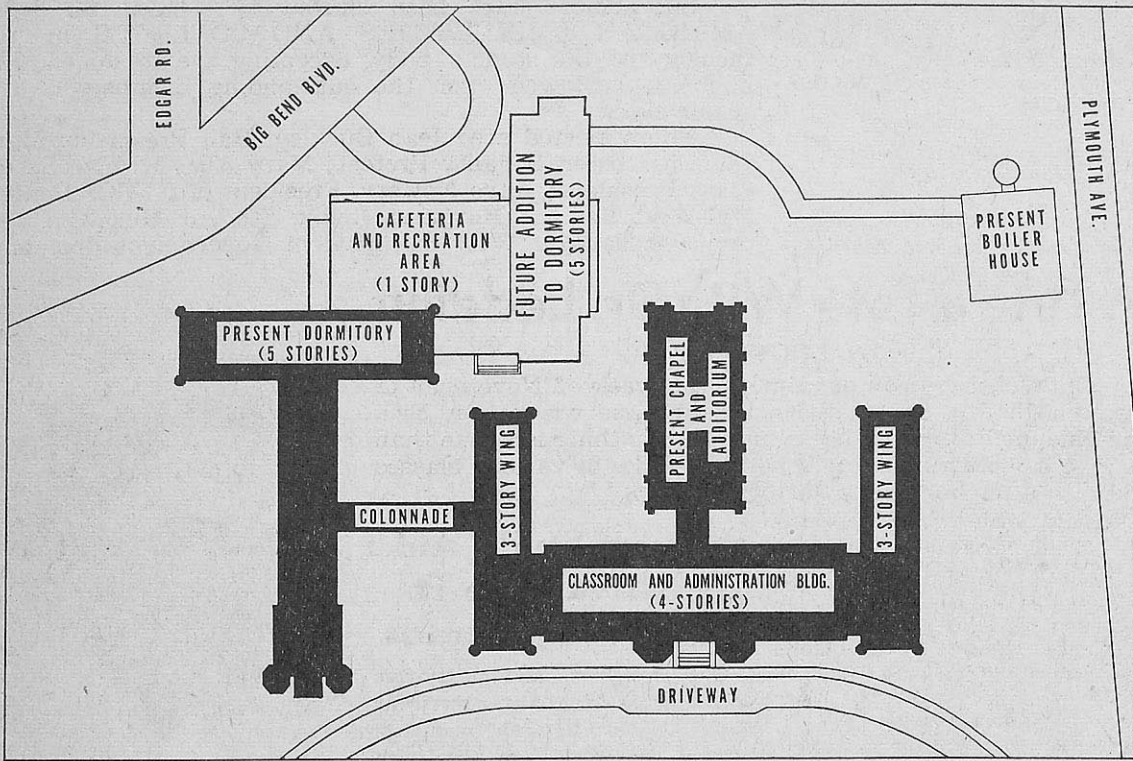 EDGAR RD.
BIG BEND BLVD.
PLYMOUTH AVE.
CAFETERIA
AND RECREATION
AREA
(1 STORY)
FUTURE ADDITION
TO DORMITORY
(5 STORIES)
PRESENT
BOILER
HOUSE
PRESENT DORMITORY
(5 STORIES)
PRESENT CHAPEL
AND
AUDITORIUM
3-STORY WING
3-STORY WING
COLONNADE
CLASSROOM AND ADMINISTRATION BLDG.
(4-STORIES)
DRIVEWAY